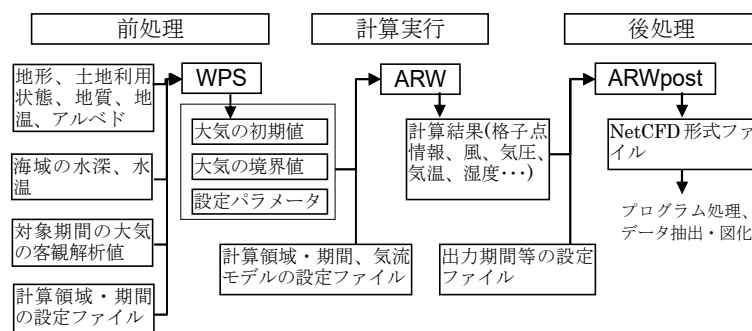 前処理
計算実行
後処理
地形、土地利用
状態、地質、地
温、アルベド
海域の水深、水
温
対象期間の大気
の客観解析値
計算領域・期間
の設定ファイル
WPS
大気の初期値
大気の境界値
設定パラメータ
計算領域・期間、気流
モデルの設定ファイル
ARW
計算結果(格子点
情報、風、気圧、
気温、湿度･･･)
出力期間等の設定
ファイル
ARWpost
NetCFD 形式ファ
イル
プログラム処理、
データ抽出・図化